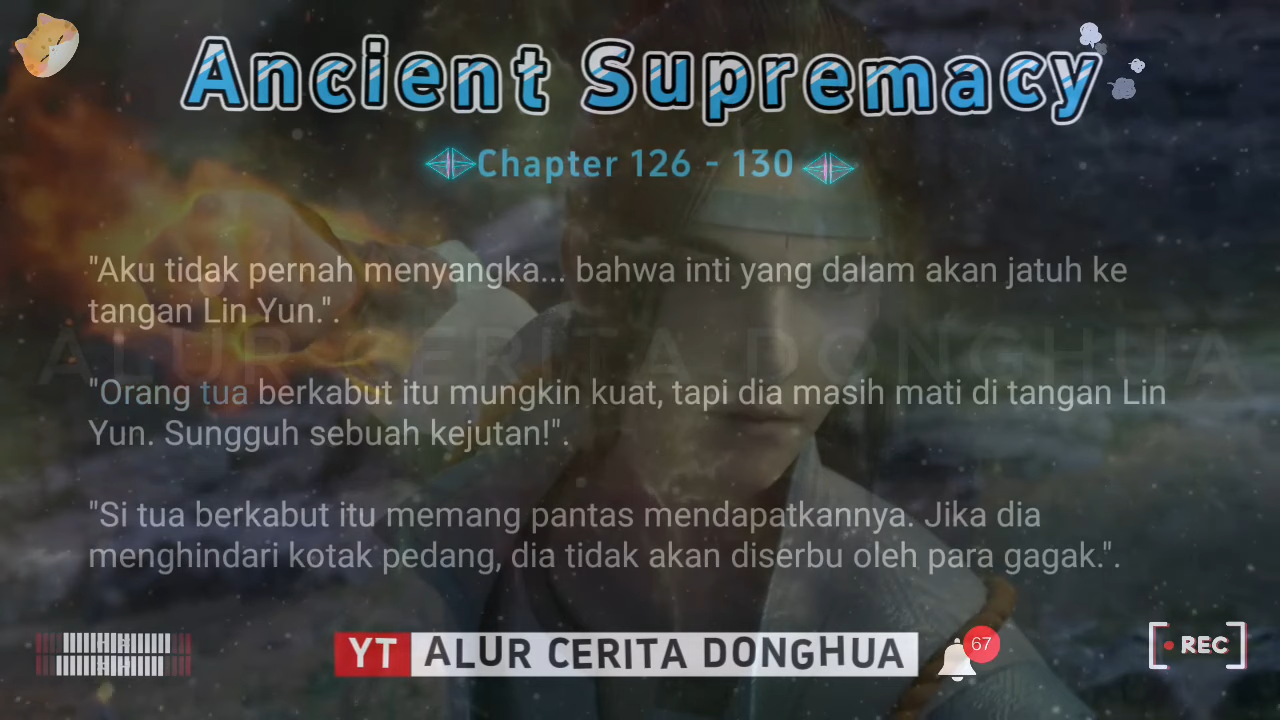 Ancient Supremacy
Chapter 126 - 130
"Aku tidak pernah menyangka... bahwa inti yang dalam akan jatuh ke
tangan Lin Yun.".
ALUR CERITA DONGHUA
"Orang tua berkabut itu mungkin kuat, tapi dia masih mati di tangan Lin
Yun. Sungguh sebuah kejutan!".
"Si tua berkabut itu memang pantas mendapatkannya. Jika dia
menghindari kotak pedang, dia tidak akan diserbu oleh para gagak.".
YT ALUR CERITA DONGHUA
67
REC